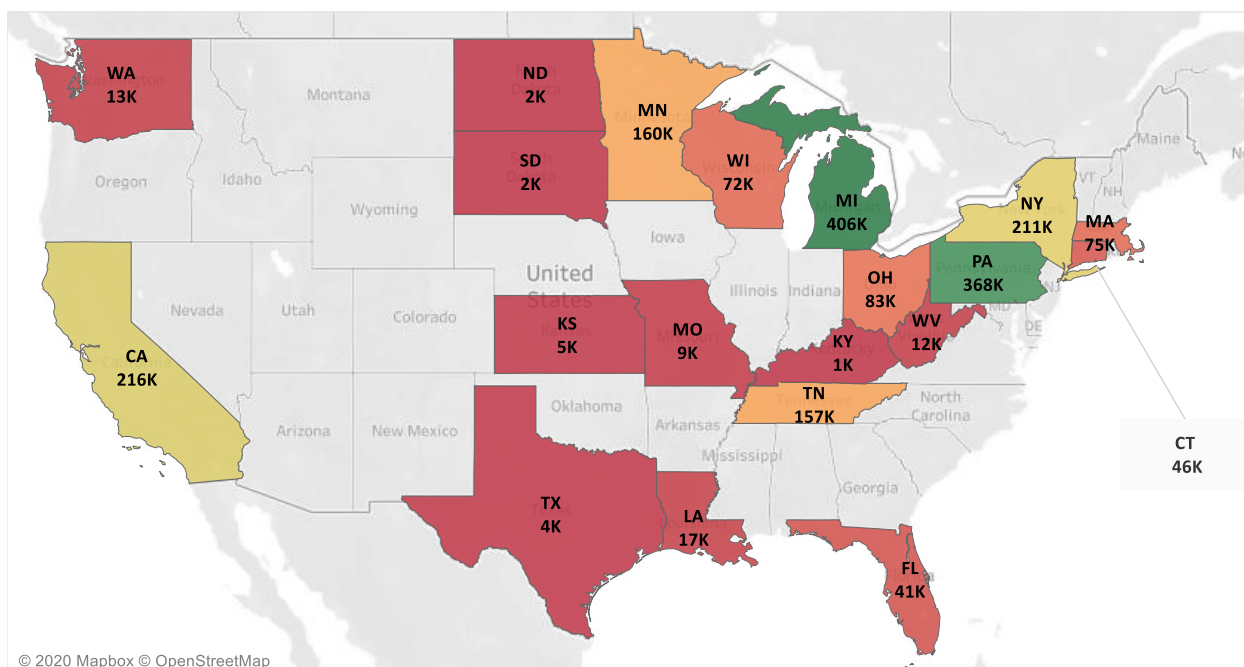 WA
13K
Montana
ND
2K
MN
160K
Maine
Oregon
Idaho
SD
2K
WI
72K
VT
NH
Wyoming
MI
406K
NY
211K
MA
75K
Iowa
United
States
PA
368K
Nevada
Utah
Colorado
Illinois
Indiana
OH
83K
NJ
MD
DE
KS
5K
MO
9K
KY
1K
WV
12K
CA
216K
Oklahoma
TN
157K
North
Carolina
Arizona
New Mexico
Arkansas
Mississippi
CT
46K
Georgia
TX
4K
LA
17K
FL
41K
© 2020 Mapbox © OpenStreetMap